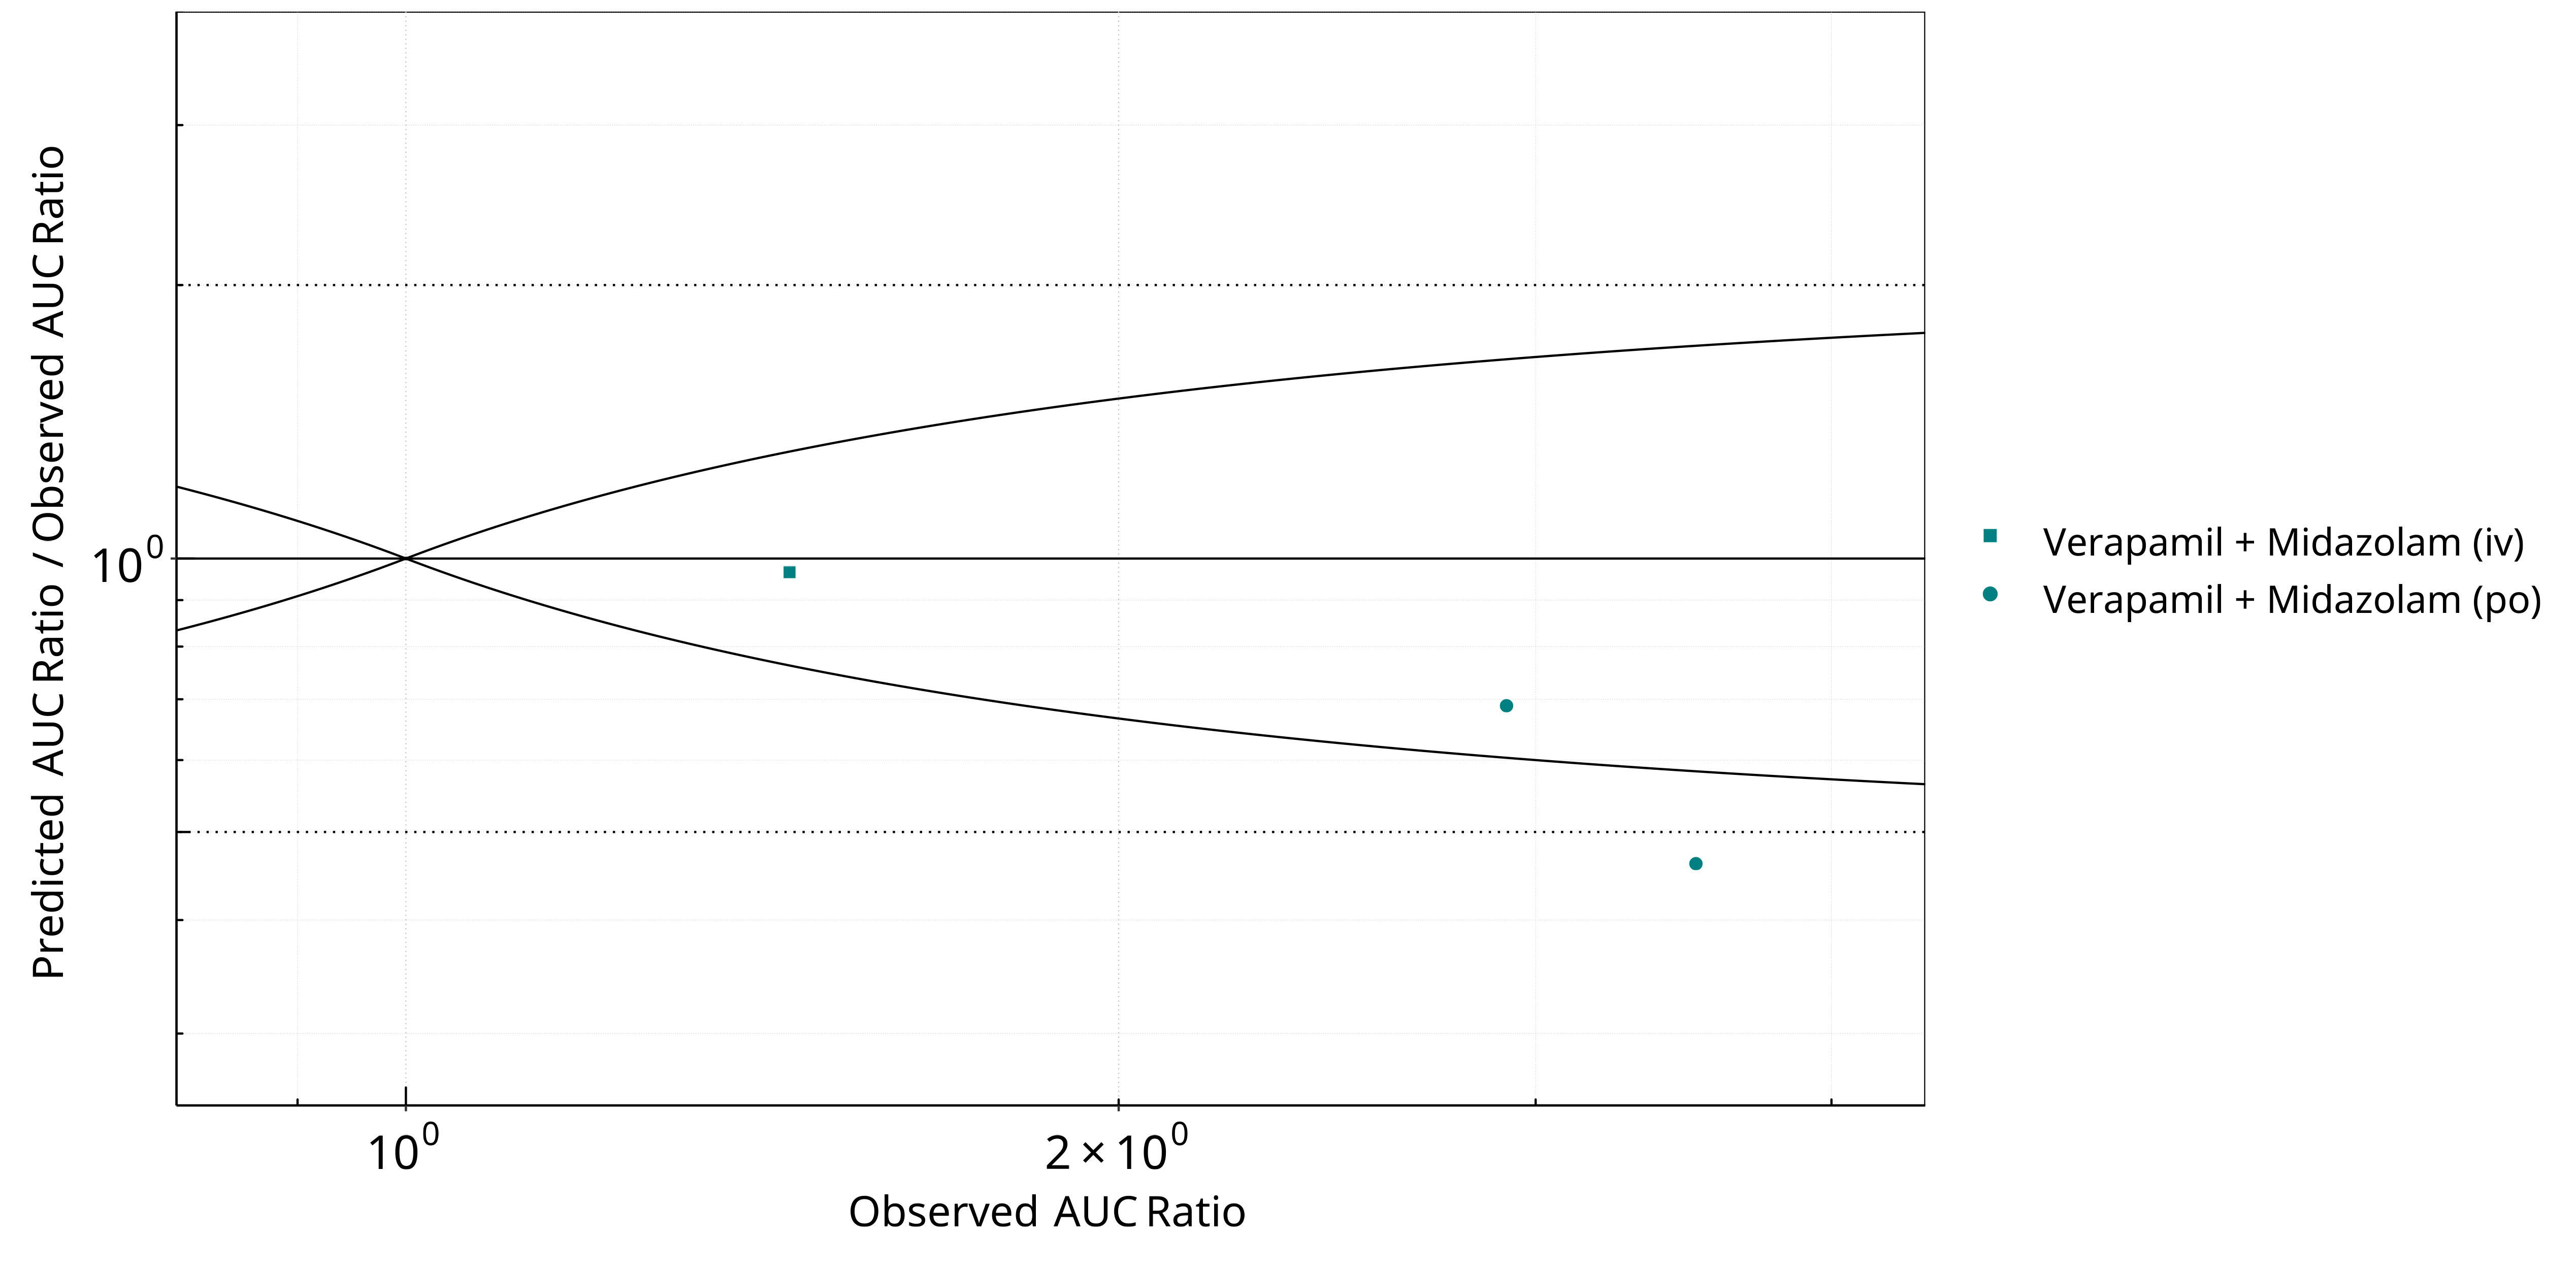 Predicted AUC Ratio / Observed AUC Ratio
10⁰
10⁰
2 × 10⁰
Observed AUC Ratio
Verapamil + Midazolam (iv)
Verapamil + Midazolam (po)